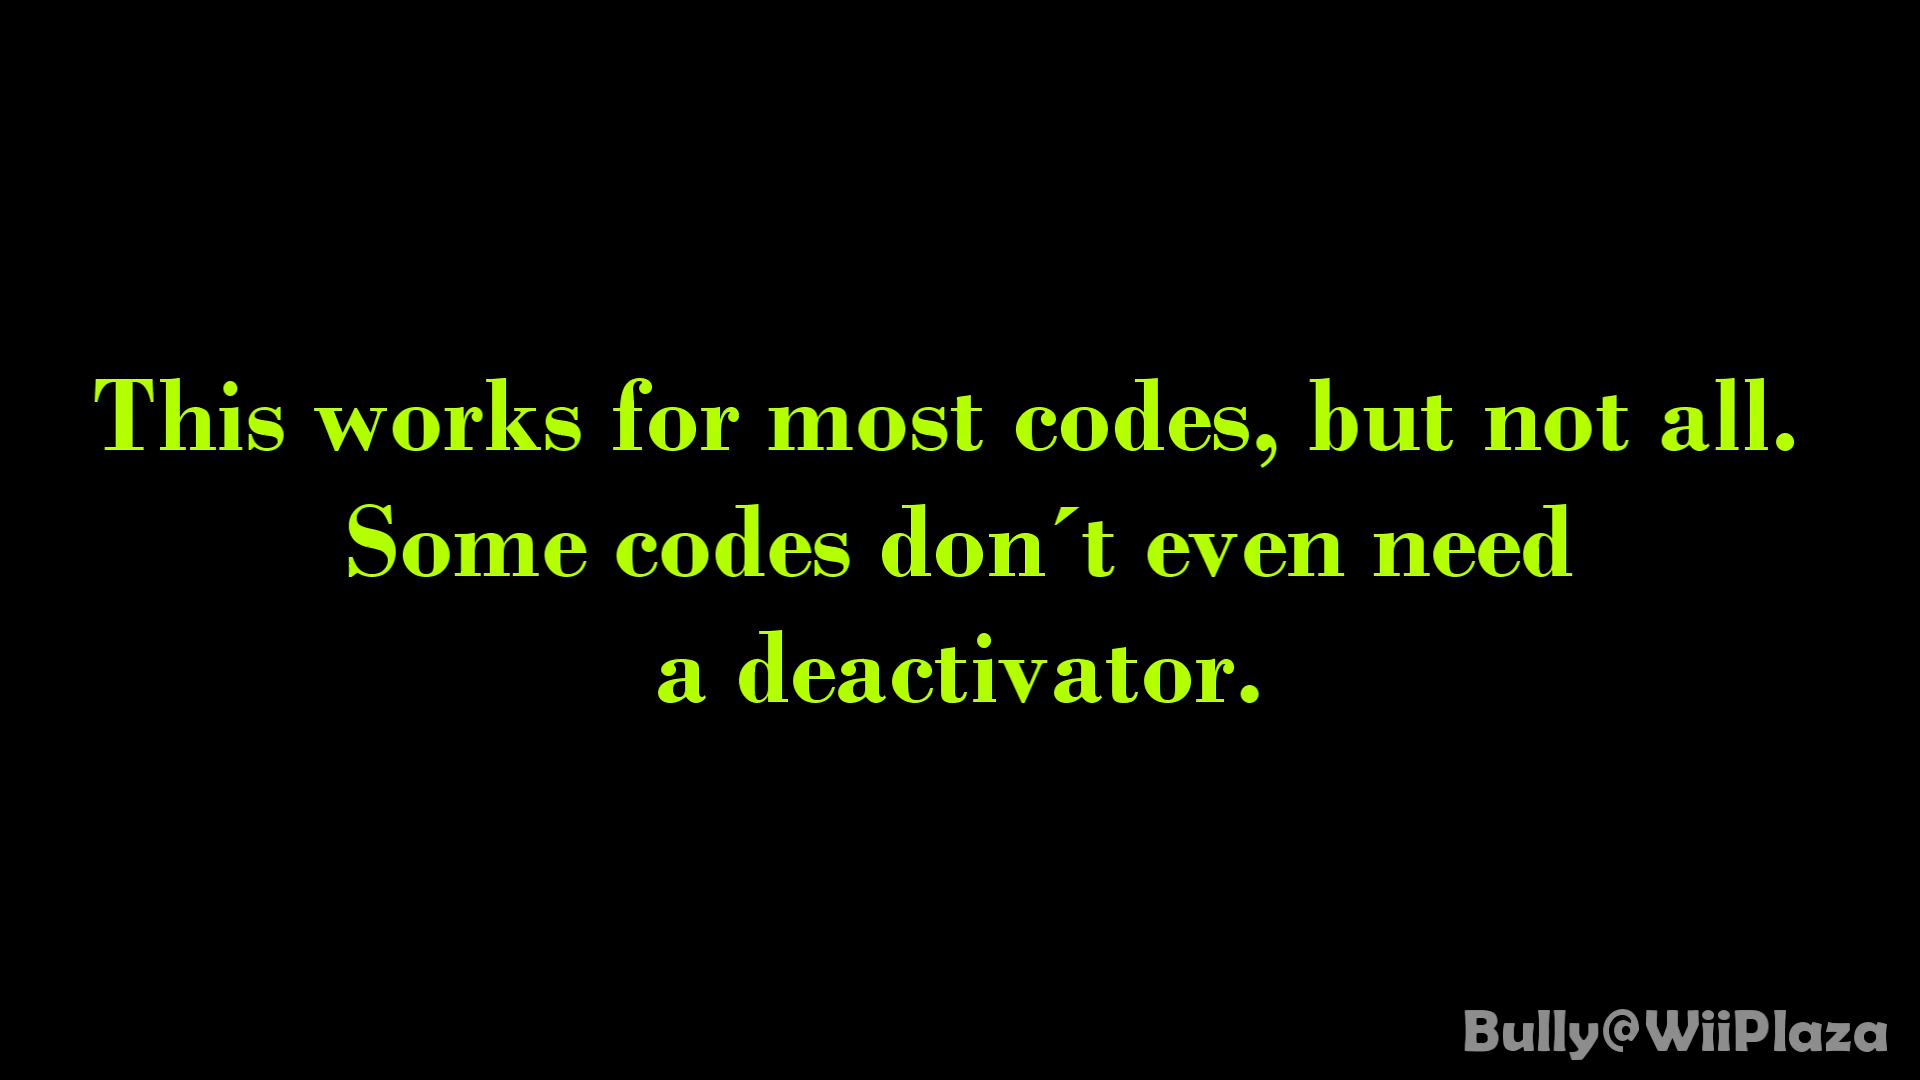 This works for most codes, but not all.
Some codes don´t even need
a deactivator.
Bully@WiiPlaza